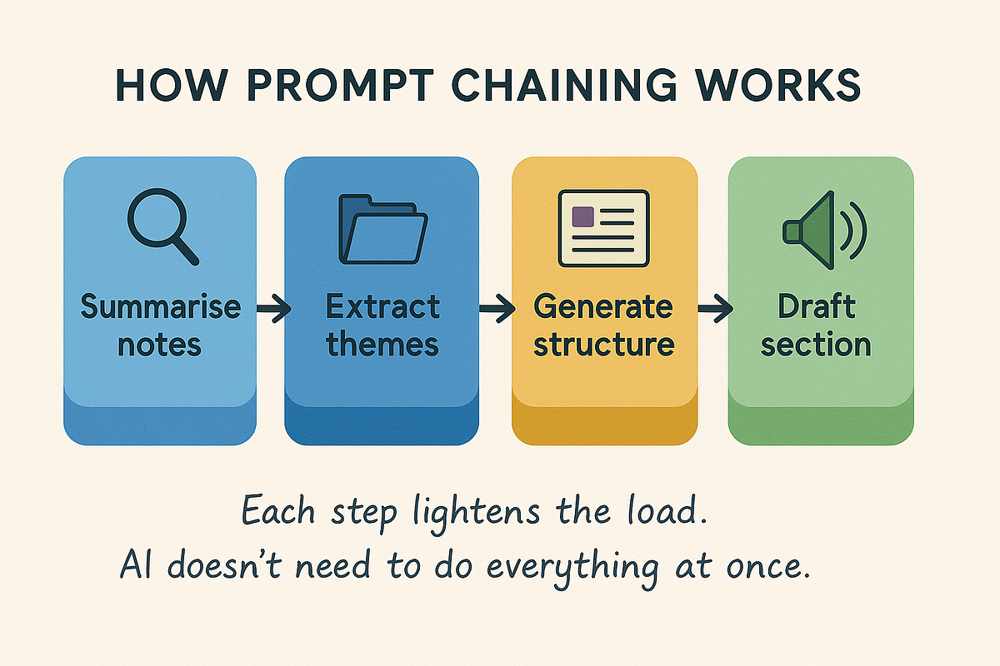 HOW PROMPT CHAINING WORKS
Summarise
notes
Extract
themes
Generate
structure
Draft
section
Each step lightens the load.
AI doesn't need to do everything at once.